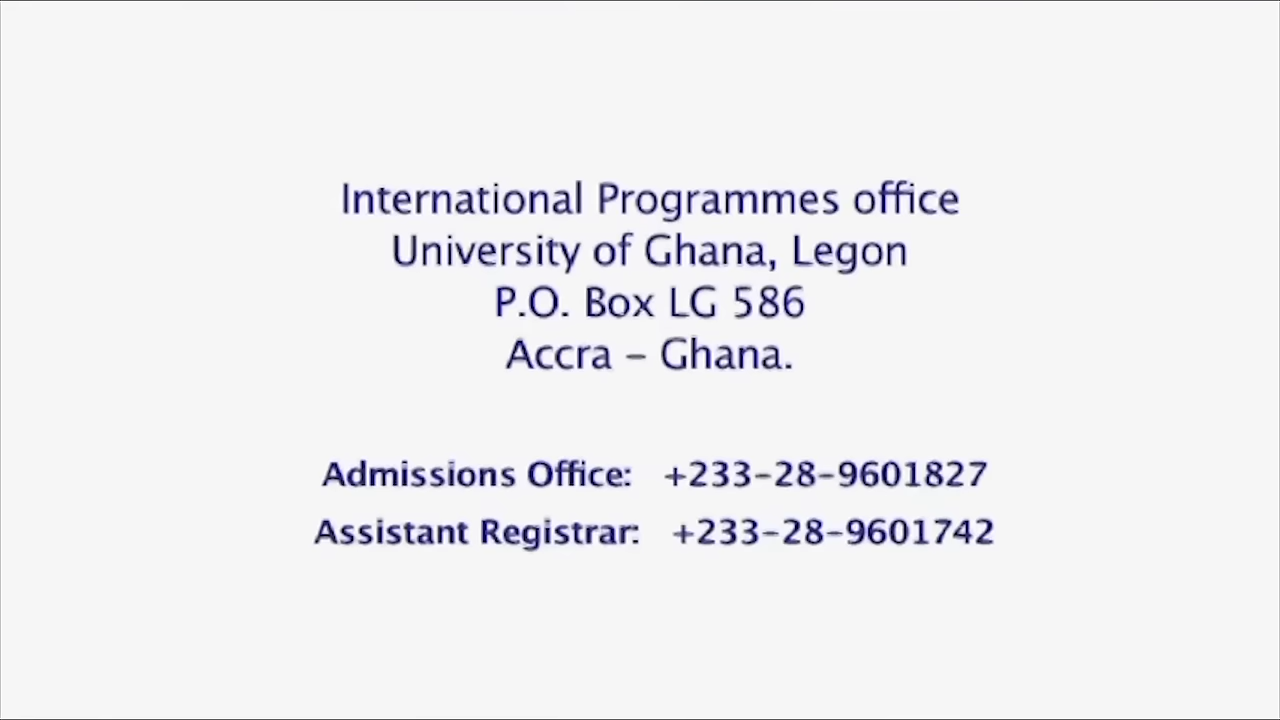 International Programmes office
University of Ghana, Legon
P.O. Box LG 586
Accra – Ghana.
Admissions Office: +233-28-9601827
Assistant Registrar: +233-28-9601742